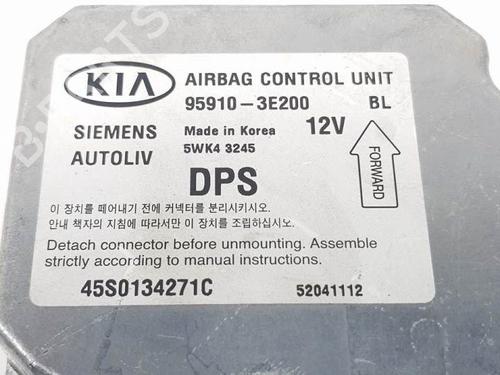 KIA AIRBAG CONTROL UNIT
95910-3E200 BL
SIEMENS Made in Korea 12V
AUTOLIV 5WK4 3245
DPS
FORWARD
이 장치를 떼어내기 전에 커넥터를 분리시키시오.
안내 책자의 지침에 따라서만 이 장치를 조립하십시오.
Detach connector before unmounting. Assemble
strictly according to manual instructions.
45S0134271C 52041112